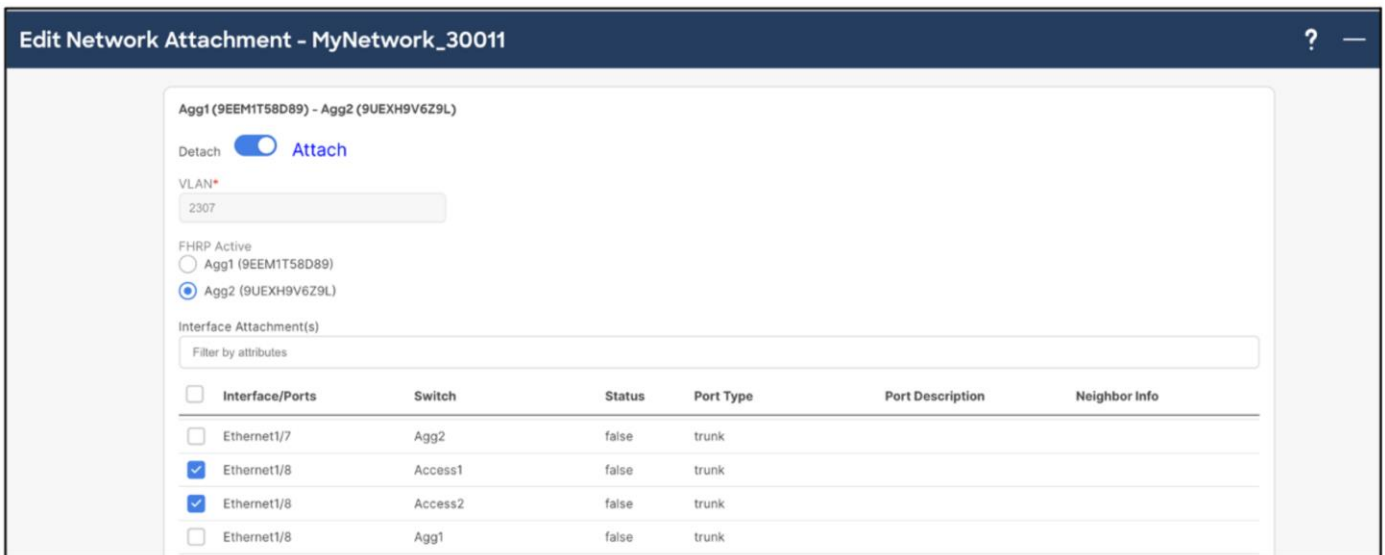 Edit Network Attachment - MyNetwork_30011 ? —
Agg1 (9EEM1T58D89) - Agg2 (9UEXH9V6Z9L)
Detach Attach
VLAN*
2307
FHRP Active
Agg1 (9EEM1T58D89)
Agg2 (9UEXH9V6Z9L)
Interface Attachment(s)
Filter by attributes
Interface/Ports Switch Status Port Type Port Description Neighbor Info
Ethernet1/7 Agg2 false trunk
Ethernet1/8 Access1 false trunk
Ethernet1/8 Access2 false trunk
Ethernet1/8 Agg1 false trunk